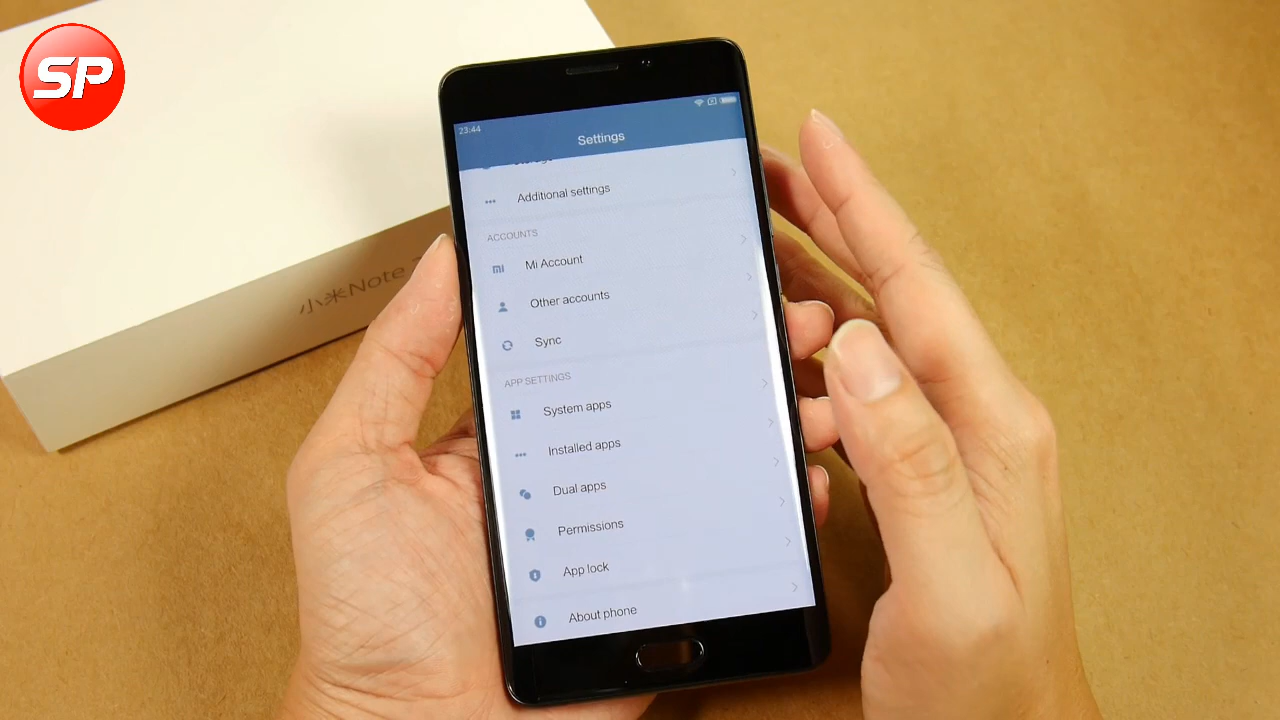 SP
23:44
Settings
Storage
Additional settings
ACCOUNTS
Mi Account
Other accounts
Sync
APP SETTINGS
System apps
Installed apps
Dual apps
Permissions
App lock
About phone
小米Note